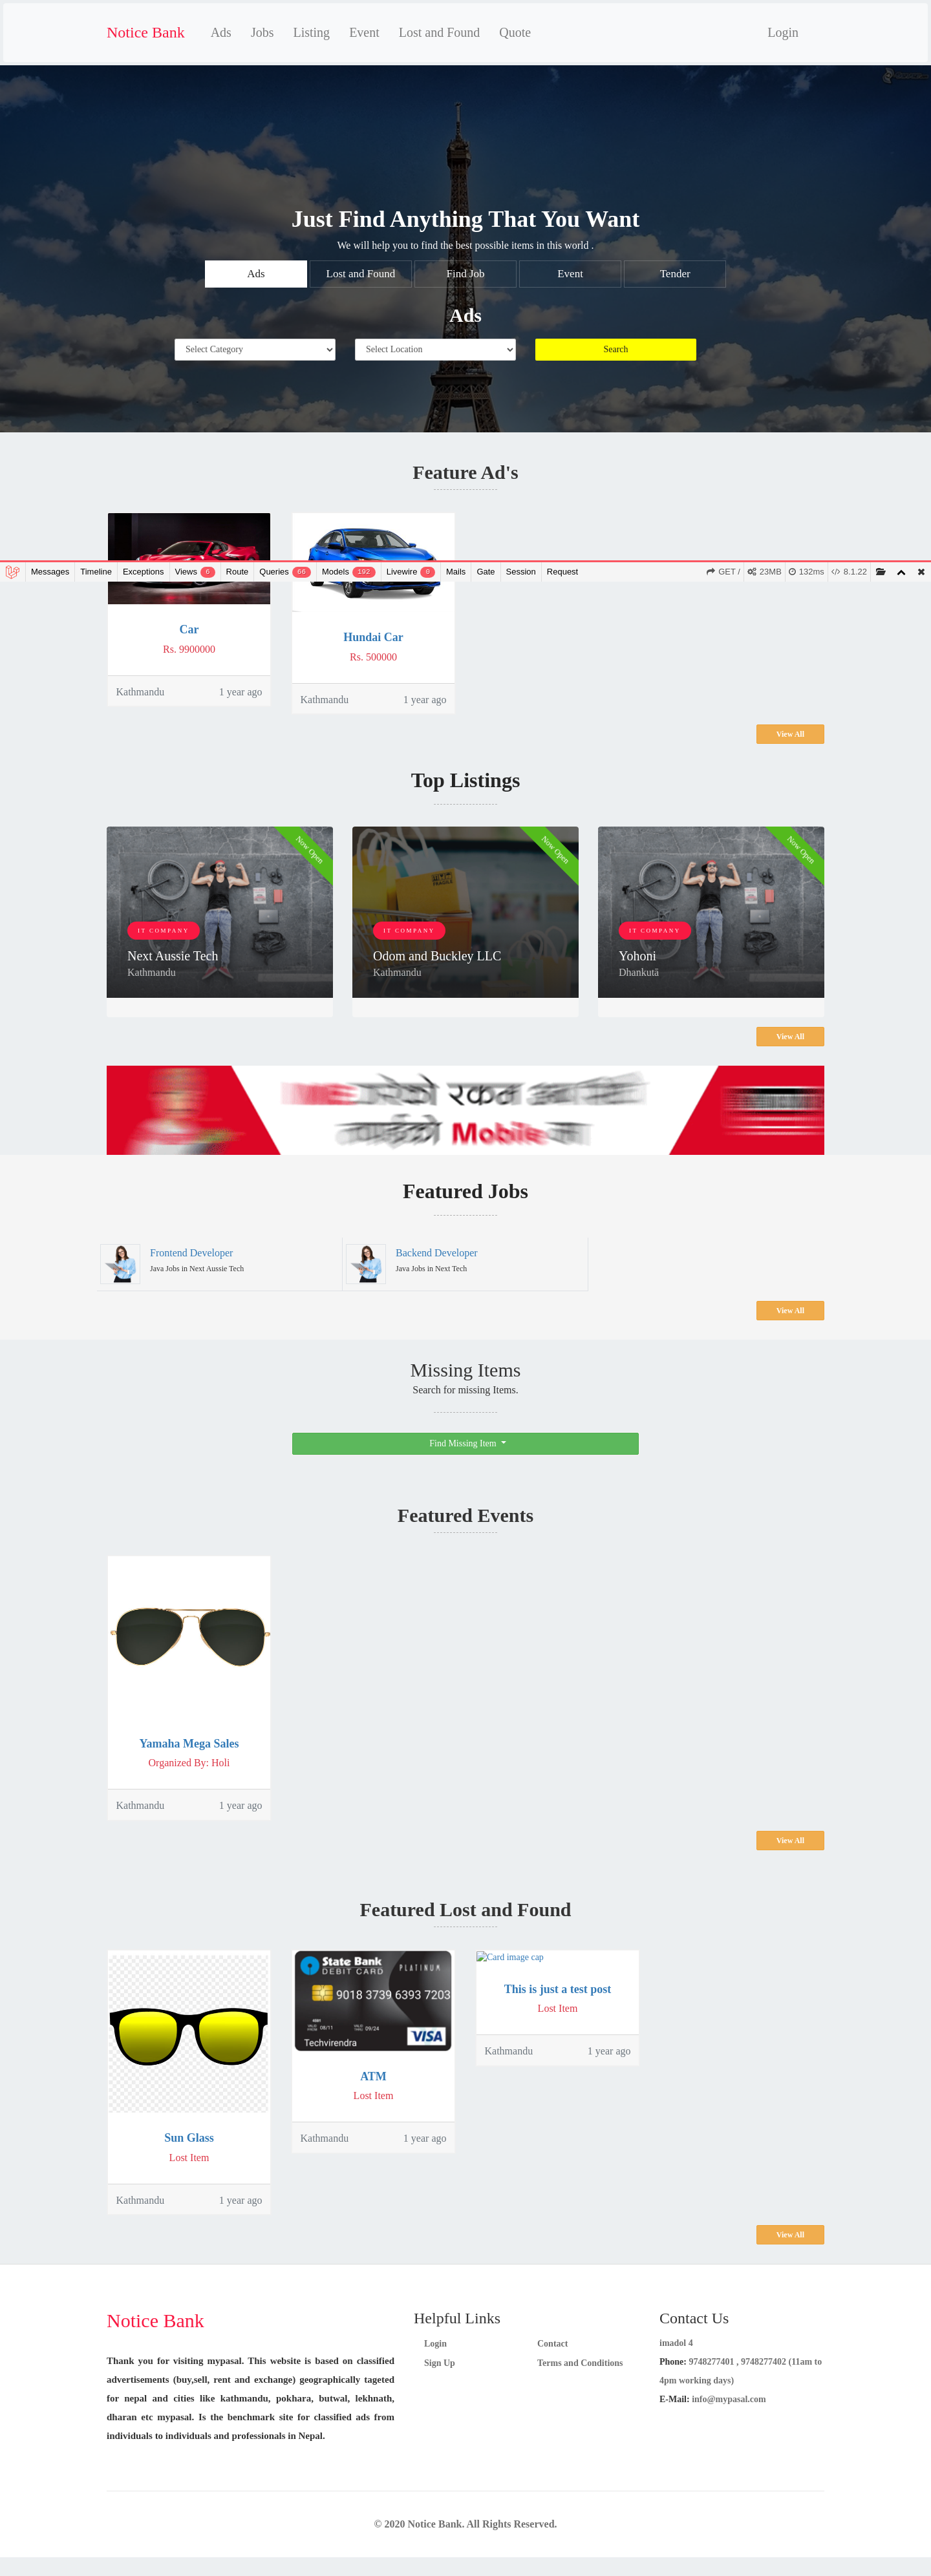 Notice Bank Ads Jobs Listing Event Lost and Found Quote Login
Just Find Anything That You Want
We will help you to find the best possible items in this world .
Ads Lost and Found Find Job Event Tender
Ads
Select Category Select Location Search
Feature Ad's
Messages Timeline Exceptions Views 6 Route Queries 66 Models 192 Livewire 0 Mails Gate Session Request GET / 23MB 132ms 8.1.22
Car
Rs. 9900000
Kathmandu 1 year ago
Hundai Car
Rs. 500000
Kathmandu 1 year ago
View All
Top Listings
Now Open
IT COMPANY
Next Aussie Tech
Kathmandu
Now Open
IT COMPANY
Odom and Buckley LLC
Kathmandu
Now Open
IT COMPANY
Yohoni
Dhankutā
View All
Mobile
Featured Jobs
Frontend Developer
Java Jobs in Next Aussie Tech
Backend Developer
Java Jobs in Next Tech
View All
Missing Items
Search for missing Items.
Find Missing Item
Featured Events
Yamaha Mega Sales
Organized By: Holi
Kathmandu 1 year ago
View All
Featured Lost and Found
Sun Glass
Lost Item
Kathmandu 1 year ago
State Bank
DEBIT CARD PLATINUM
9018 3739 6393 7203
08/11 09/24
Techvirendra VISA
ATM
Lost Item
Kathmandu 1 year ago
Card image cap
This is just a test post
Lost Item
Kathmandu 1 year ago
View All
Notice Bank
Thank you for visiting mypasal. This website is based on classified
advertisements (buy,sell, rent and exchange) geographically tageted
for nepal and cities like kathmandu, pokhara, butwal, lekhnath,
dharan etc mypasal. Is the benchmark site for classified ads from
individuals to individuals and professionals in Nepal.
Helpful Links
Login Contact
Sign Up Terms and Conditions
Contact Us
imadol 4
Phone: 9748277401 , 9748277402 (11am to
4pm working days)
E-Mail: info@mypasal.com
© 2020 Notice Bank. All Rights Reserved.